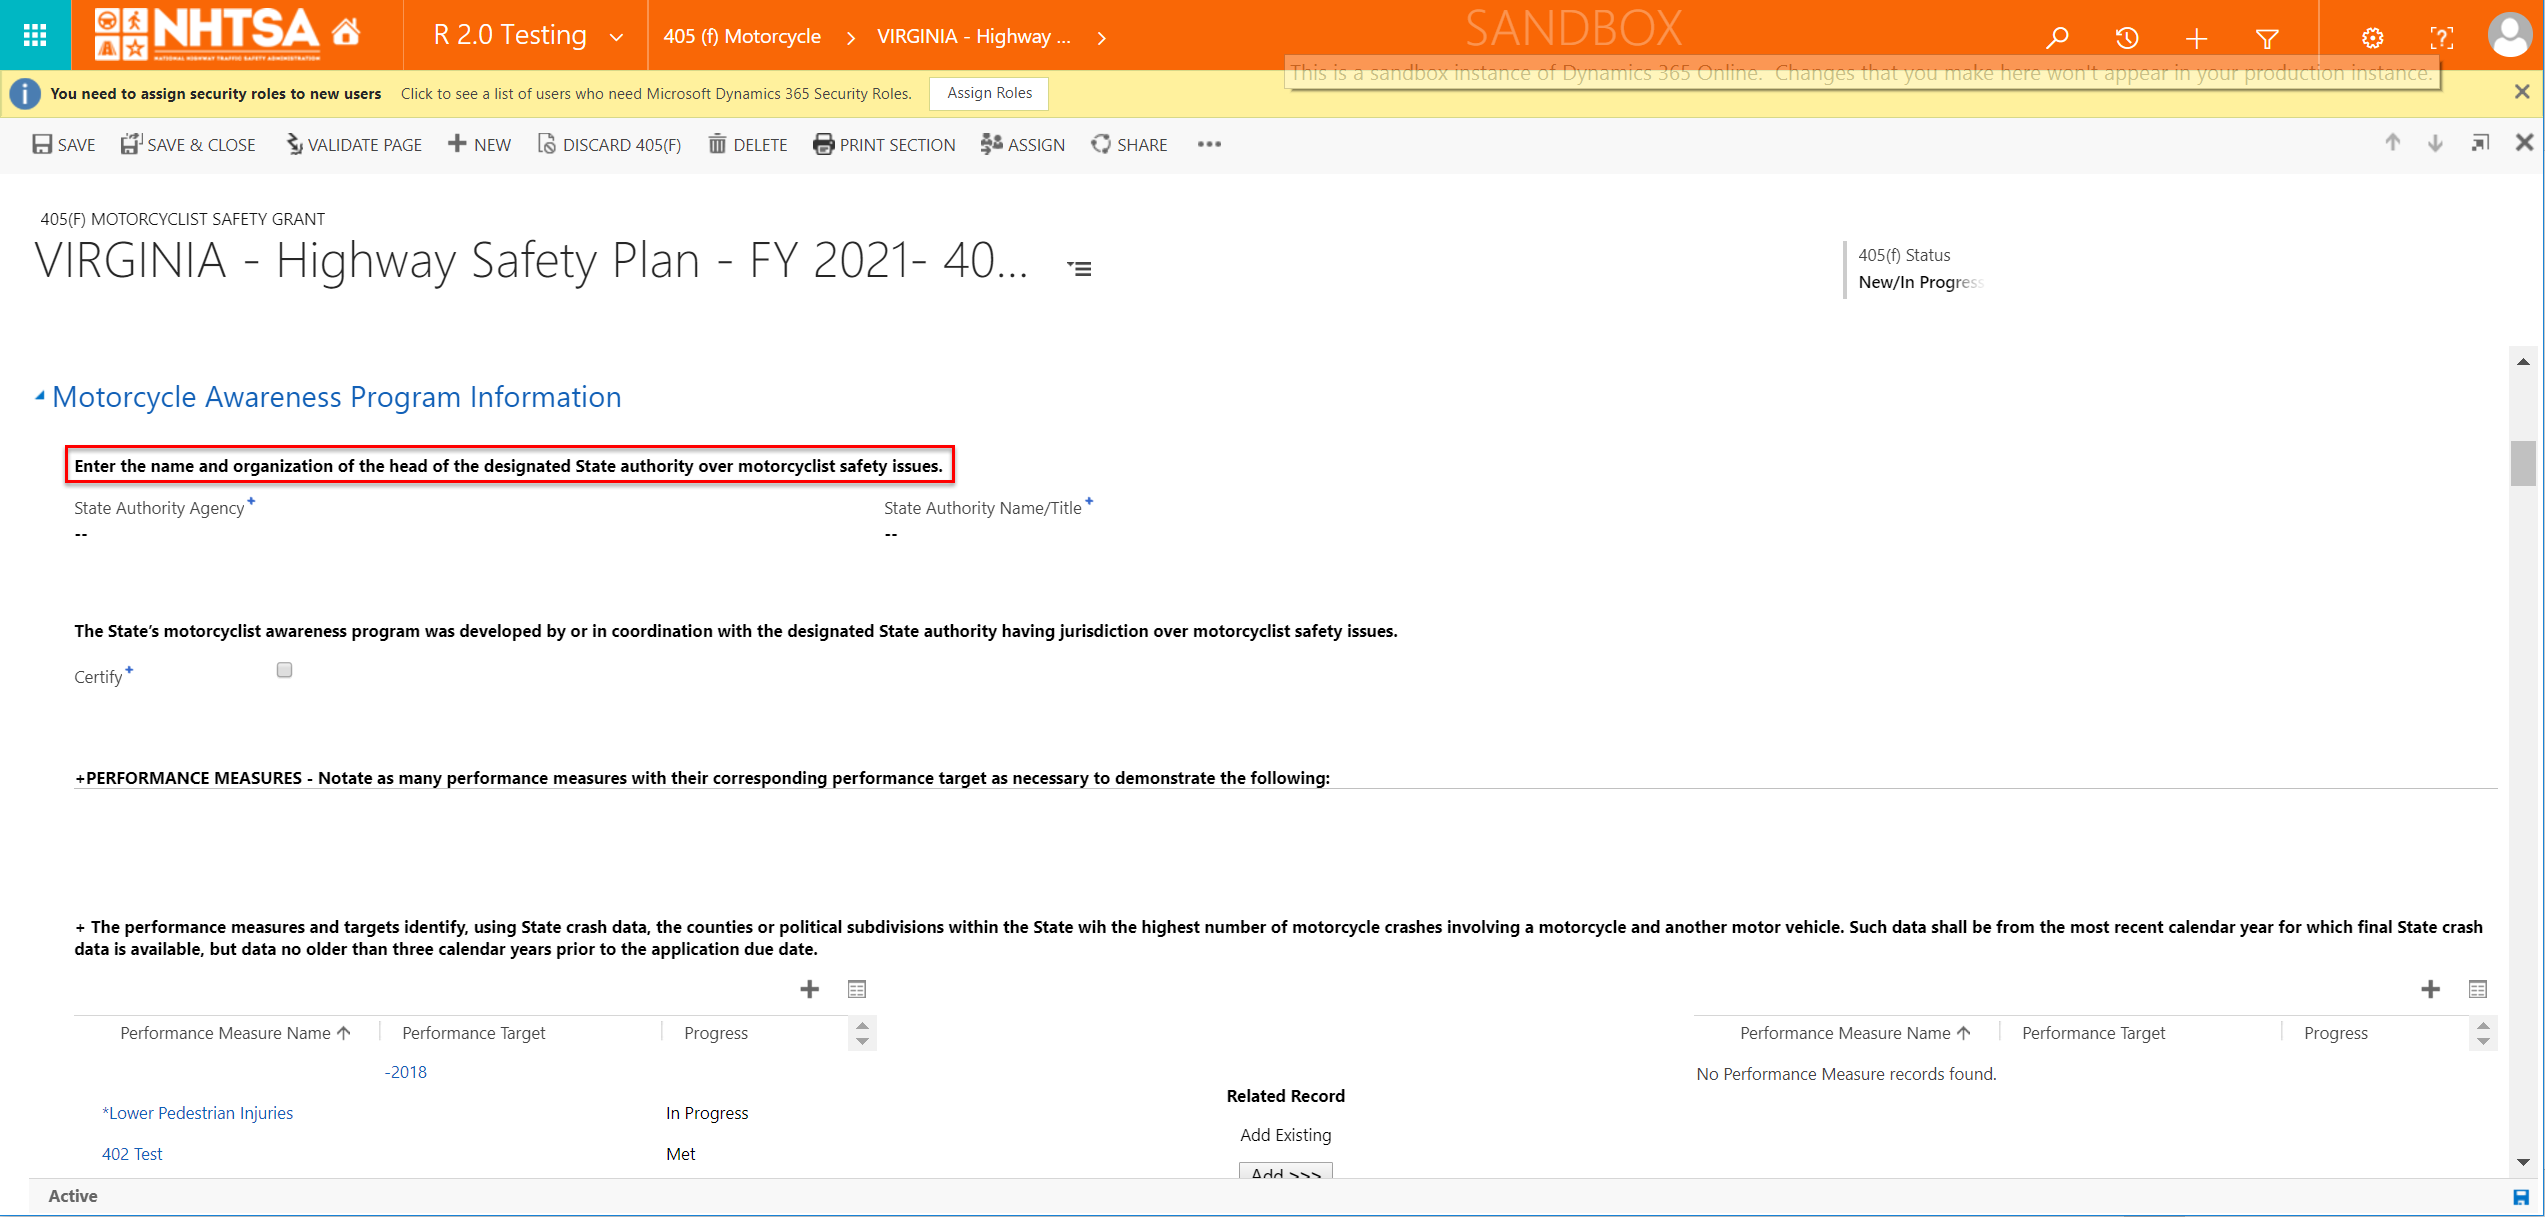 NHTSA
NATIONAL HIGHWAY TRAFFIC SAFETY ADMINISTRATION
R 2.0 Testing
405 (f) Motorcycle
VIRGINIA - Highway ...
SANDBOX
This is a sandbox instance of Dynamics 365 Online. Changes that you make here won't appear in your production instance.
You need to assign security roles to new users Click to see a list of users who need Microsoft Dynamics 365 Security Roles. Assign Roles
SAVE SAVE & CLOSE VALIDATE PAGE NEW DISCARD 405(F) DELETE PRINT SECTION ASSIGN SHARE
405(F) MOTORCYCLIST SAFETY GRANT
VIRGINIA - Highway Safety Plan - FY 2021- 40...
405(f) Status
New/In Progress
Motorcycle Awareness Program Information
Enter the name and organization of the head of the designated State authority over motorcyclist safety issues.
State Authority Agency + State Authority Name/Title +
-- --
The State's motorcyclist awareness program was developed by or in coordination with the designated State authority having jurisdiction over motorcyclist safety issues.
Certify +
+PERFORMANCE MEASURES - Notate as many performance measures with their corresponding performance target as necessary to demonstrate the following:
+ The performance measures and targets identify, using State crash data, the counties or political subdivisions within the State wih the highest number of motorcycle crashes involving a motorcycle and another motor vehicle. Such data shall be from the most recent calendar year for which final State crash
data is available, but data no older than three calendar years prior to the application due date.
Performance Measure Name Performance Target Progress
-2018
*Lower Pedestrian Injuries In Progress
402 Test Met
Related Record
Add Existing
Add >>>
Performance Measure Name Performance Target Progress
No Performance Measure records found.
Active